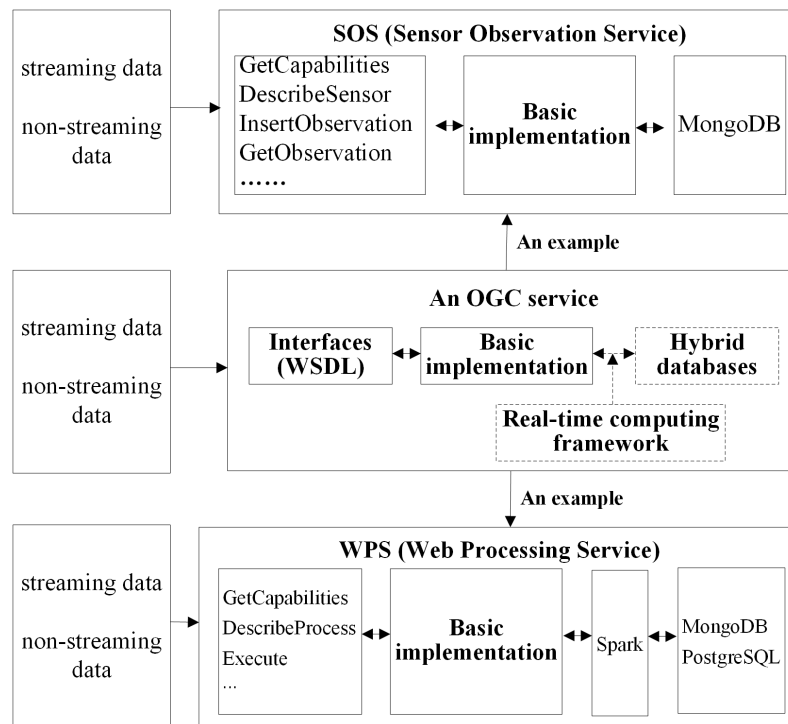 SOS (Sensor Observation Service)
streaming data
non-streaming
data
GetCapabilities
DescribeSensor
InsertObservation
GetObservation
……
Basic
implementation
MongoDB
An example
An OGC service
streaming data
non-streaming
data
Interfaces
(WSDL)
Basic
implementation
Hybrid
databases
Real-time computing
framework
An example
WPS (Web Processing Service)
streaming data
non-streaming
data
GetCapabilities
DescribeProcess
Execute
...
Basic
implementation
Spark
MongoDB
PostgreSQL